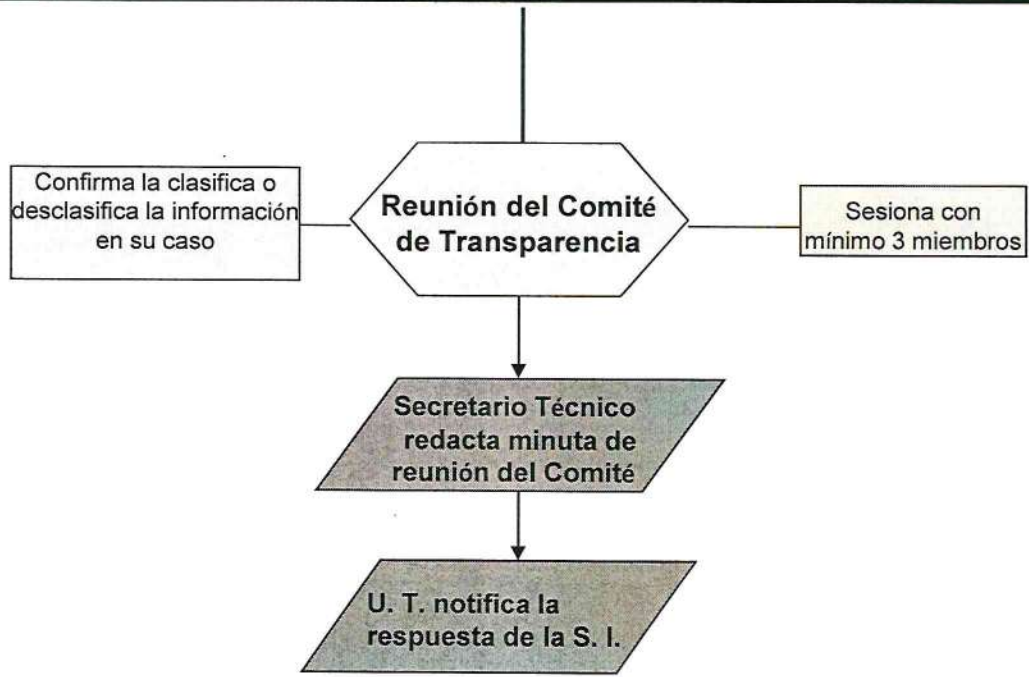 Confirma la clasifica o
desclasifica la información
en su caso
Reunión del Comité
de Transparencia
Sesiona con
mínimo 3 miembros
Secretario Técnico
redacta minuta de
reunión del Comité
U. T. notifica la
respuesta de la S. I.